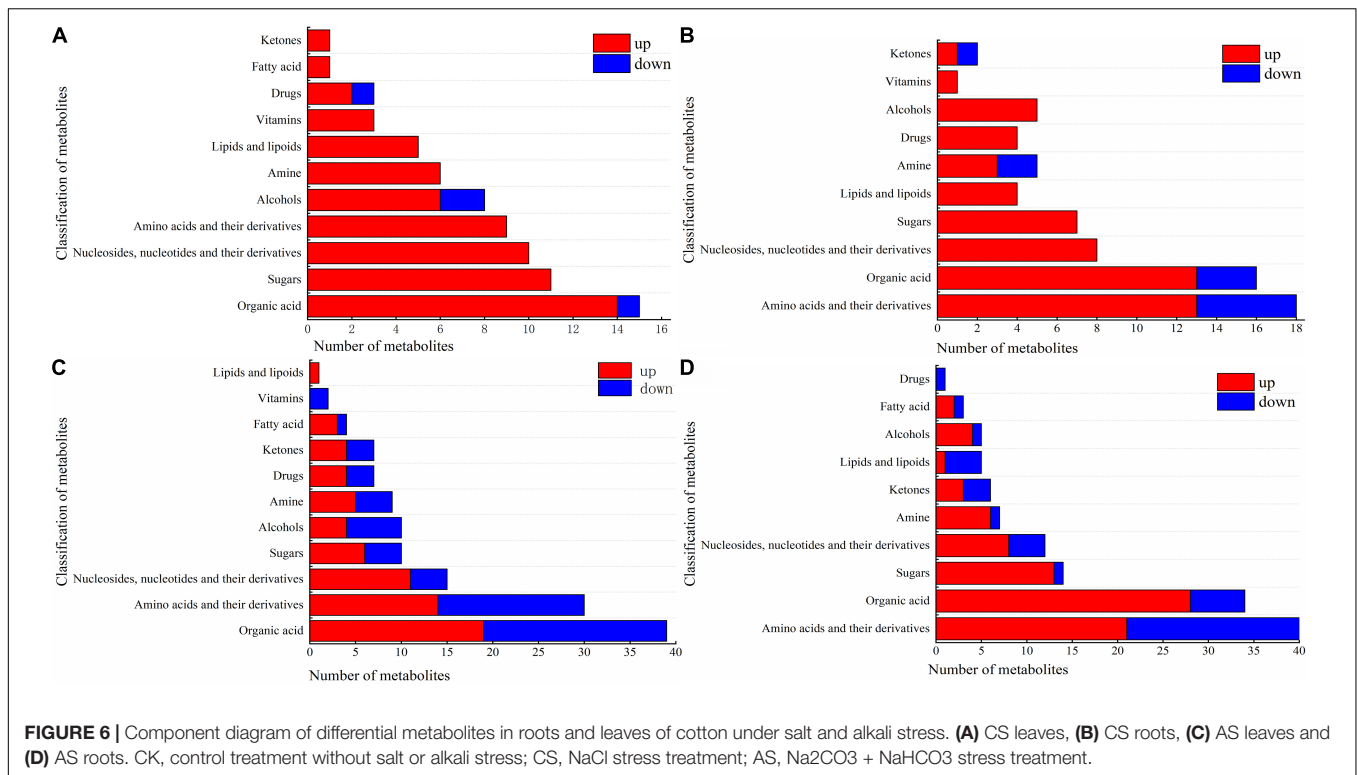 A
Classification of metabolites
Ketones
Fatty acid
Drugs
Vitamins
Lipids and lipoids
Amine
Alcohols
Amino acids and their derivatives
Nucleosides, nucleotides and their derivatives
Sugars
Organic acid
up
down
0 2 4 6 8 10 12 14 16
Number of metabolites
B
Classification of metabolites
Ketones
Vitamins
Alcohols
Drugs
Amine
Lipids and lipoids
Sugars
Nucleosides, nucleotides and their derivatives
Organic acid
Amino acids and their derivatives
up
down
0 2 4 6 8 10 12 14 16 18
Number of metabolites
C
Classification of metabolites
Lipids and lipoids
Vitamins
Fatty acid
Ketones
Drugs
Amine
Alcohols
Sugars
Nucleosides, nucleotides and their derivatives
Amino acids and their derivatives
Organic acid
up
down
0 5 10 15 20 25 30 35 40
Number of metabolites
D
Classification of metabolites
Drugs
Fatty acid
Alcohols
Lipids and lipoids
Ketones
Amine
Nucleosides, nucleotides and their derivatives
Sugars
Organic acid
Amino acids and their derivatives
up
down
0 5 10 15 20 25 30 35 40
Number of metabolites
FIGURE 6 | Component diagram of differential metabolites in roots and leaves of cotton under salt and alkali stress. (A) CS leaves, (B) CS roots, (C) AS leaves and
(D) AS roots. CK, control treatment without salt or alkali stress; CS, NaCl stress treatment; AS, Na2CO3 + NaHCO3 stress treatment.